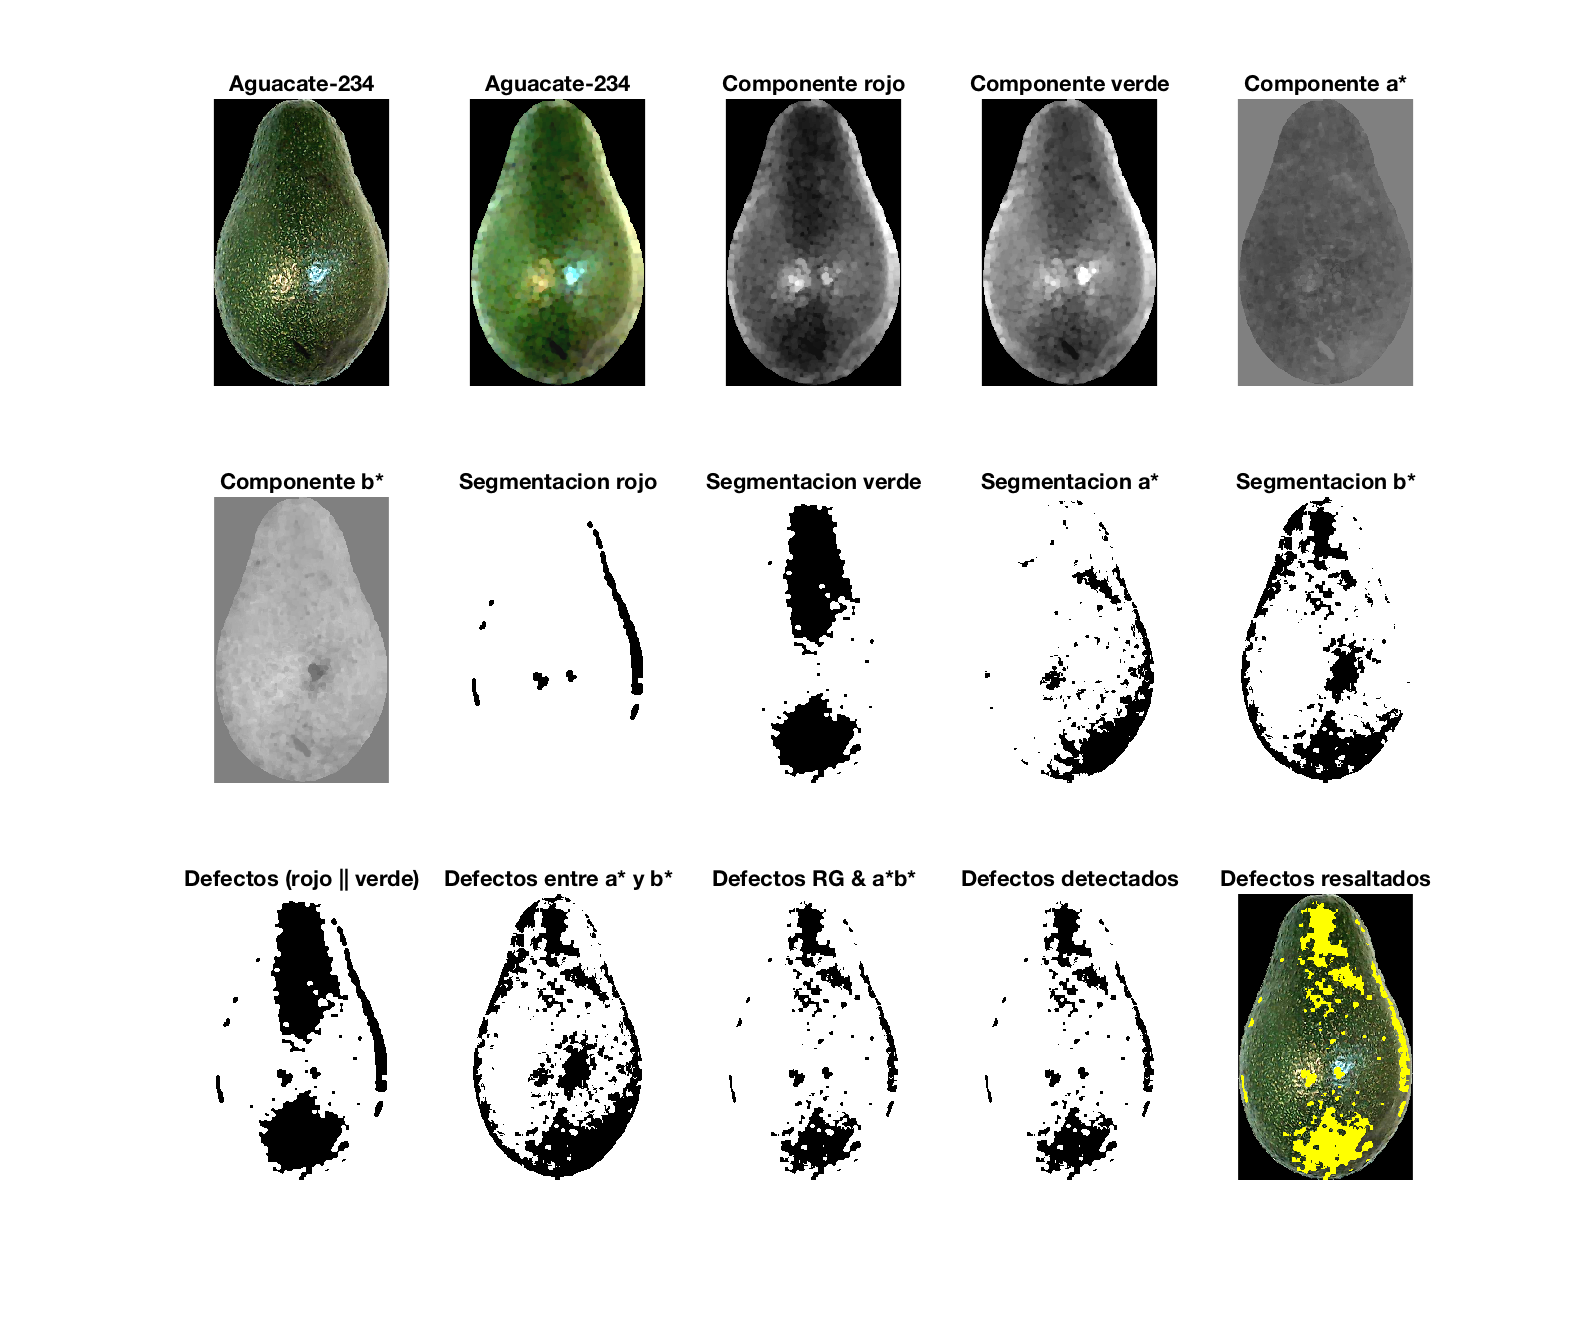 Aguacate-234
Aguacate-234
Componente rojo
Componente verde
Componente a*
Componente b*
Segmentacion rojo
Segmentacion verde
Segmentacion a*
Segmentacion b*
Defectos (rojo || verde)
Defectos entre a* y b*
Defectos RG & a*b*
Defectos detectados
Defectos resaltados